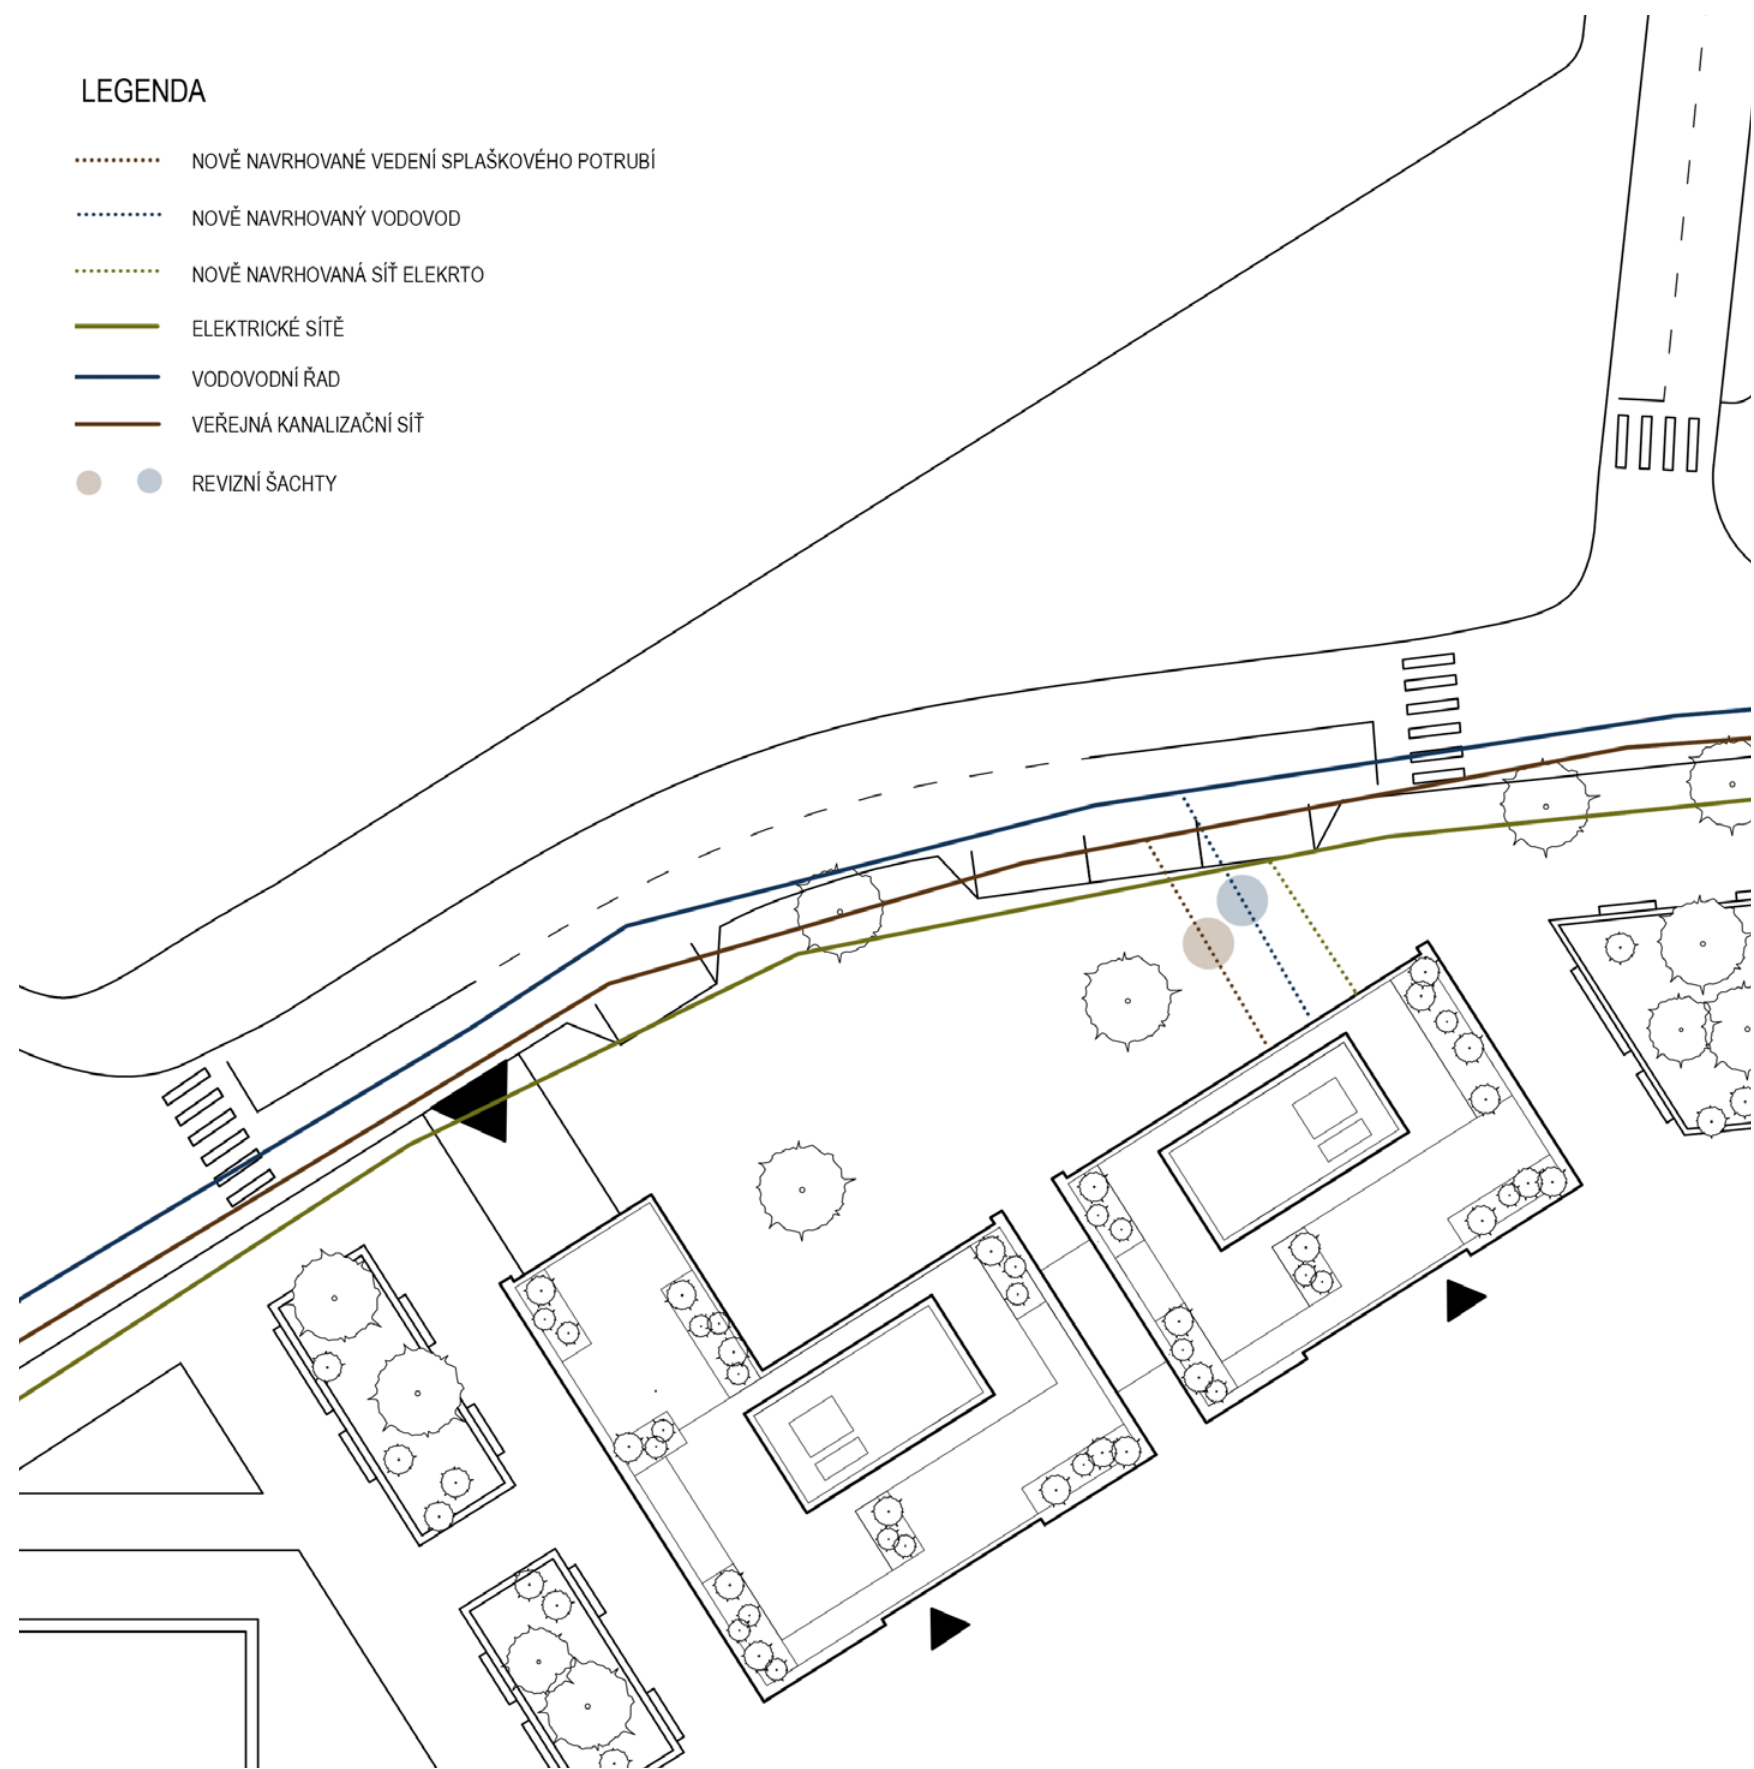 LEGENDA
NOVĚ NAVRHOVANÉ VEDENÍ SPLAŠKOVÉHO POTRUBÍ
NOVĚ NAVRHOVANÝ VODOVOD
NOVĚ NAVRHOVANÁ SÍŤ ELEKRTO
ELEKTRICKÉ SÍTĚ
VODOVODNÍ ŘAD
VEŘEJNÁ KANALIZAČNÍ SÍŤ
REVIZNÍ ŠACHTY